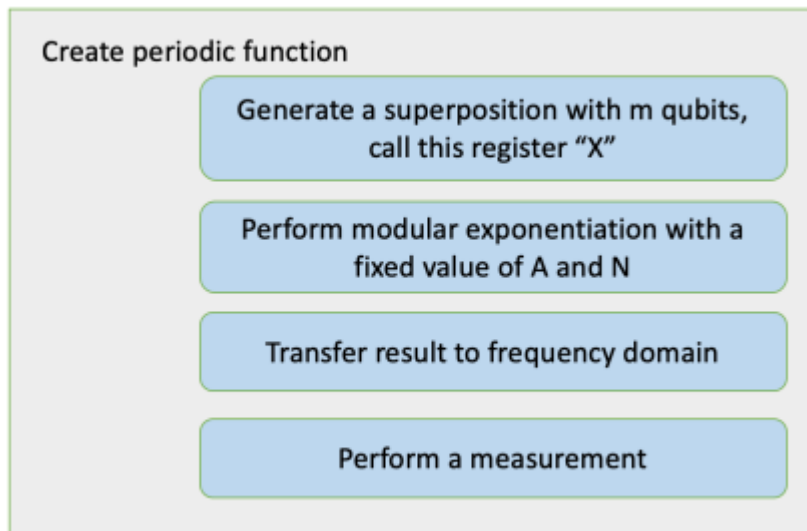 Create periodic function
Generate a superposition with m qubits,
call this register “X”
Perform modular exponentiation with a
fixed value of A and N
Transfer result to frequency domain
Perform a measurement